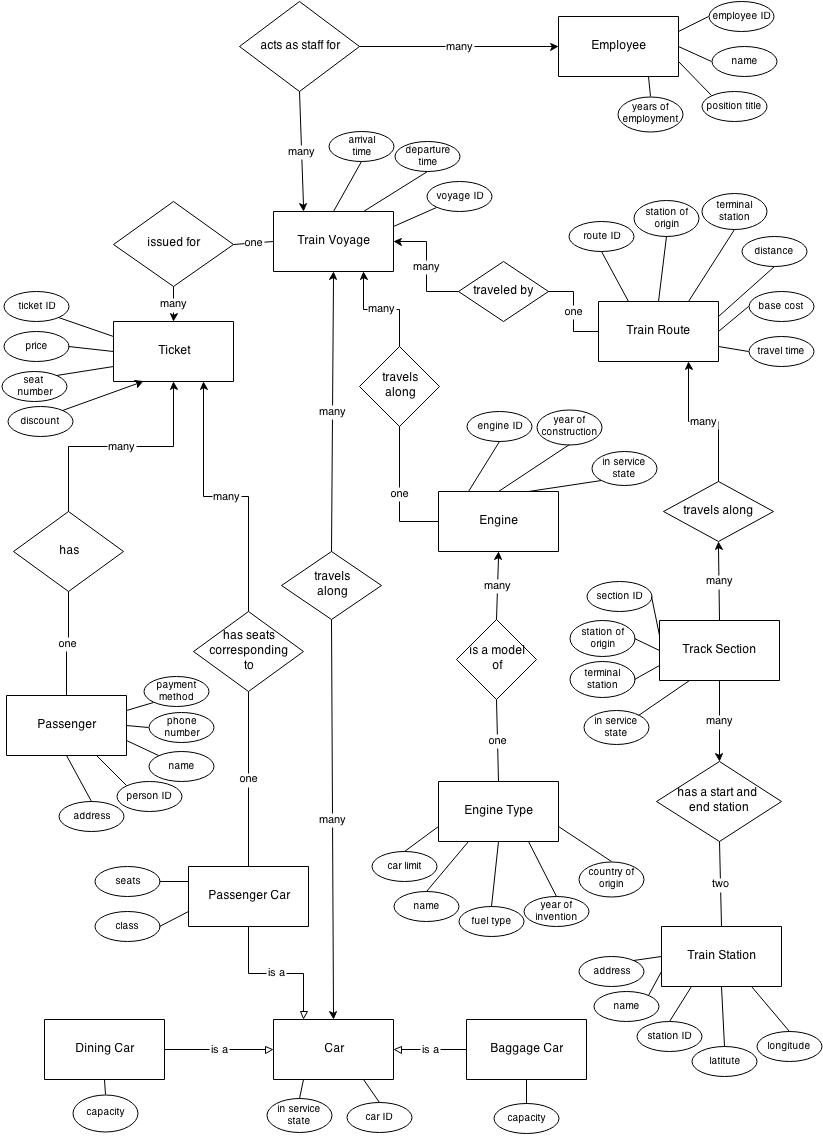 acts as staff for
many
Employee
employee ID
name
position title
years of
employment
many
arrival
time
departure
time
voyage ID
Train Voyage
issued for
one
many
many
traveled by
one
route ID
station of
origin
terminal
station
distance
base cost
travel time
Train Route
ticket ID
price
seat
number
discount
Ticket
many
travels
along
one
many
many
many
many
travels along
many
engine ID
year of
construction
in service
state
Engine
has
one
travels
along
many
is a model
of
one
section ID
station of
origin
terminal
station
in service
state
Track Section
many
has seats
corresponding
to
one
Passenger
payment
method
phone
number
name
person ID
address
has a start and
end station
two
Engine Type
car limit
name
fuel type
year of
invention
country of
origin
many
seats
class
Passenger Car
is a
Train Station
address
name
station ID
latitute
longitude
Dining Car
is a
Car
is a
Baggage Car
capacity
in service
state
car ID
capacity